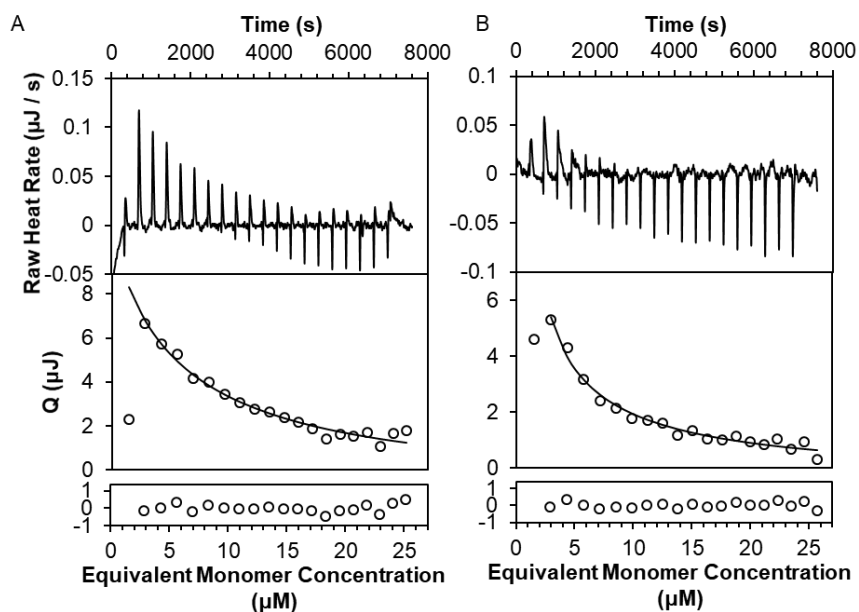 A
B
Time (s)
Time (s)
0 2000 4000 6000 8000
0 2000 4000 6000 8000
Raw Heat Rate (µJ / s)
0.15
0.1
0.05
0
-0.05
0.1
0.05
0
-0.05
-0.1
Q (µJ)
8
6
4
2
0
6
4
2
0
1
0
-1
1
0
-1
0 5 10 15 20 25
0 5 10 15 20 25
Equivalent Monomer Concentration
(µM)
Equivalent Monomer Concentration
(µM)